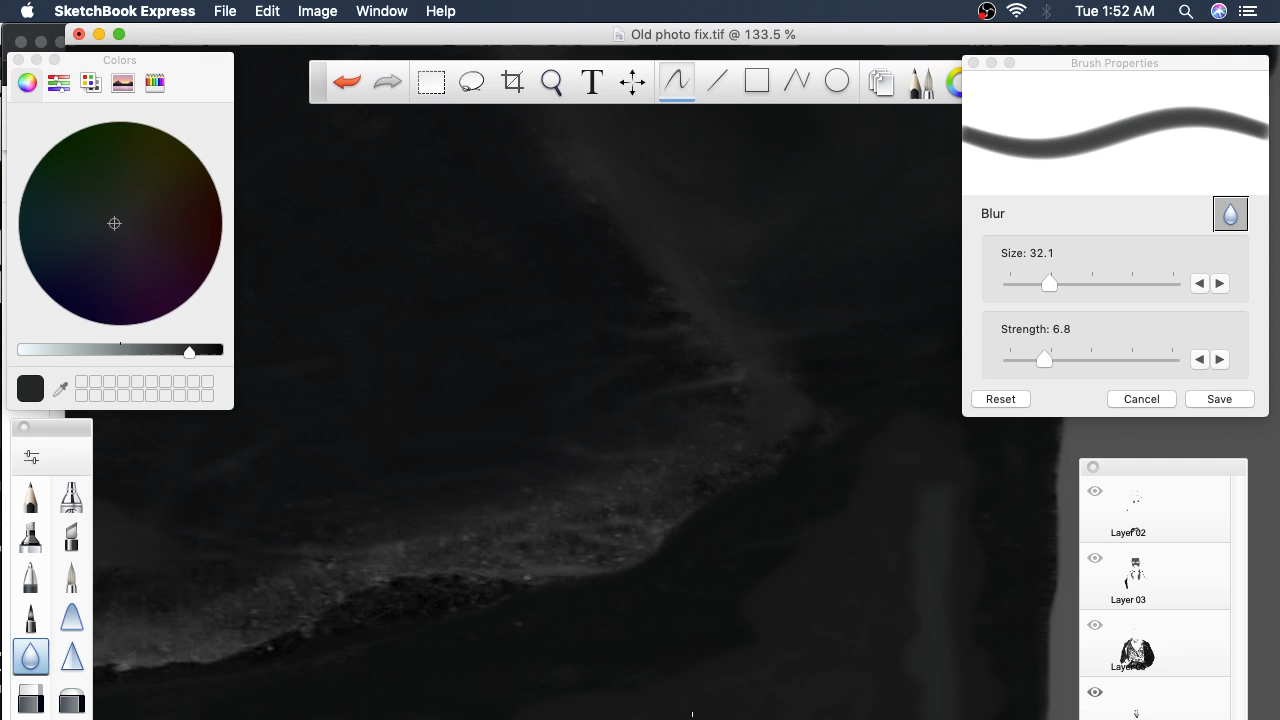 SketchBook Express File Edit Image Window Help Tue 1:52 AM
Old photo fix.tif @ 133.5 %
Colors
T
Brush Properties
Blur
Size: 32.1
Strength: 6.8
Reset Cancel Save
Layer 02
Layer 03